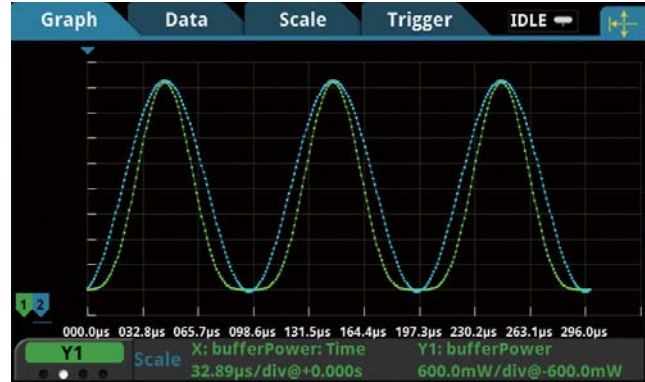 Graph Data Scale Trigger IDLE
1 2
000.0µs 032.8µs 065.7µs 098.6µs 131.5µs 164.4µs 197.3µs 230.2µs 263.1µs 296.0µs
Y1 Scale X: bufferPower: Time Y1: bufferPower
32.89µs/div@+0.000s 600.0mW/div@-600.0mW